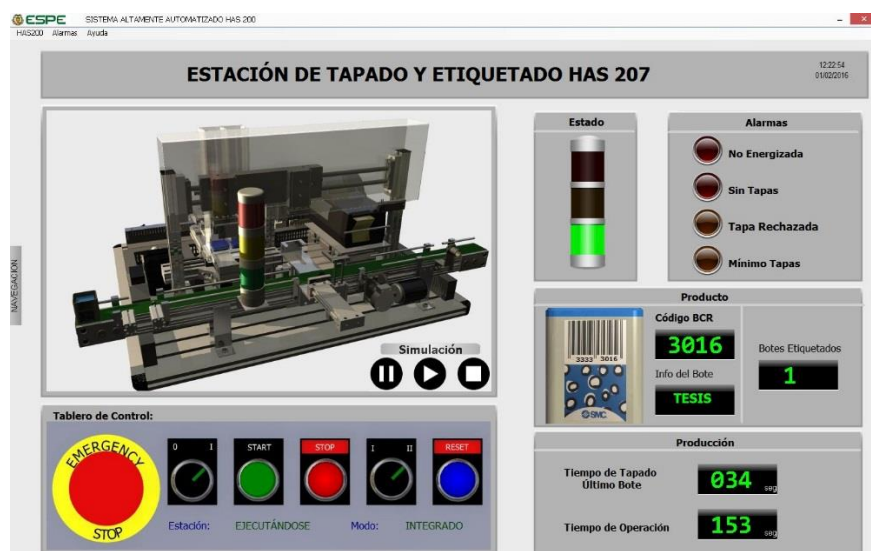 ESPE SISTEMA ALTAMENTE AUTOMATIZADO HAS 200
HAS200 Alarmas Ayuda
ESTACIÓN DE TAPADO Y ETIQUETADO HAS 207
12:22:54
01/02/2016
NAVEGACION
Simulación
Estado
Alarmas
No Energizada
Sin Tapas
Tapa Rechazada
Mínimo Tapas
Producto
3333 3016
SMC
Código BCR
3016
Info del Bote
TESIS
Botes Etiquetados
1
Tablero de Control:
EMERGENCY
STOP
0 I
START
STOP
I II
RESET
Estación: EJECUTÁNDOSE Modo: INTEGRADO
Producción
Tiempo de Tapado
Último Bote
034 seg
Tiempo de Operación
153 seg